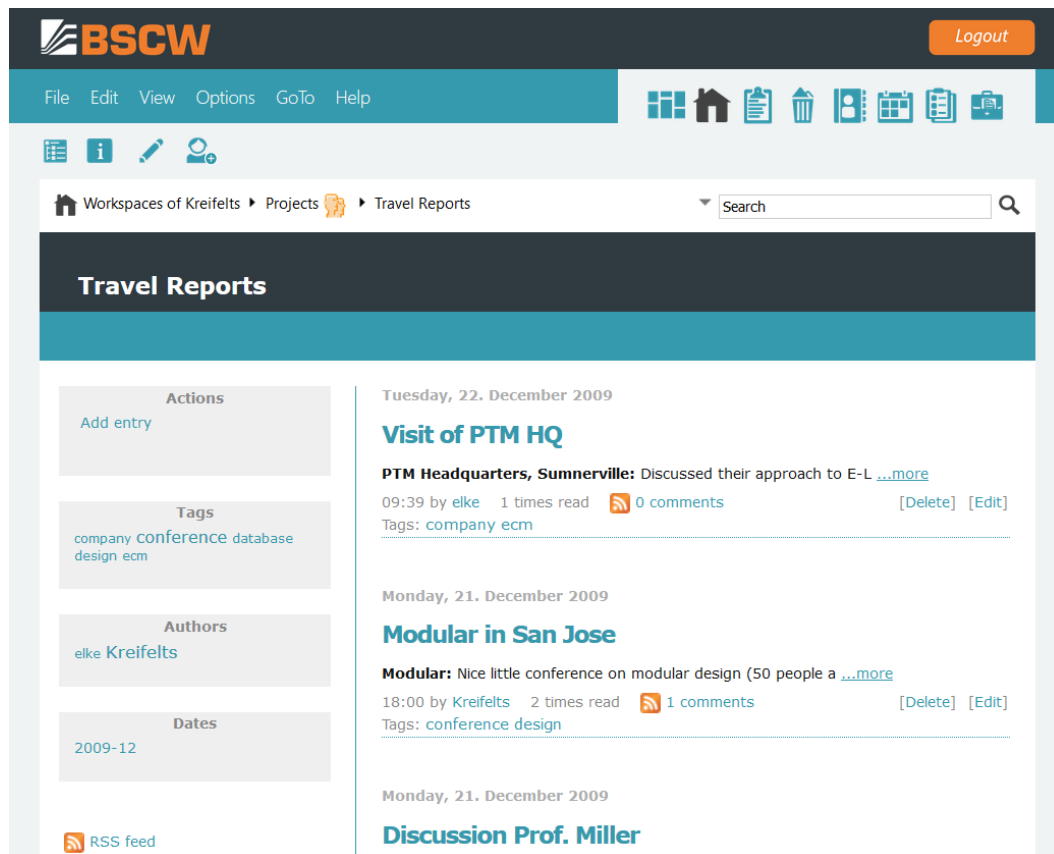 BSCW
Logout
File Edit View Options GoTo Help
Workspaces of Kreifelts Projects Travel Reports
Search
Travel Reports
Actions
Add entry
Tags
company conference database
design ecm
Authors
elke Kreifelts
Dates
2009-12
RSS feed
Tuesday, 22. December 2009
Visit of PTM HQ
PTM Headquarters, Sumnerville: Discussed their approach to E-L ...more
09:39 by elke 1 times read 0 comments [Delete] [Edit]
Tags: company ecm
Monday, 21. December 2009
Modular in San Jose
Modular: Nice little conference on modular design (50 people a ...more
18:00 by Kreifelts 2 times read 1 comments [Delete] [Edit]
Tags: conference design
Monday, 21. December 2009
Discussion Prof. Miller